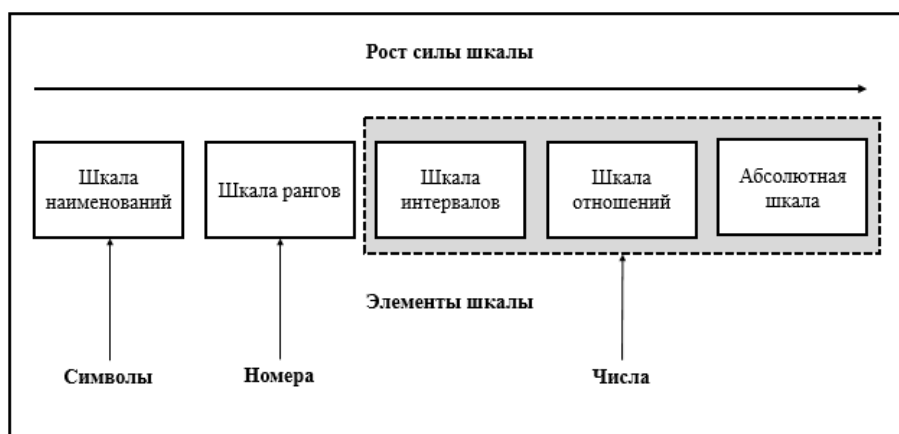 Рост силы шкалы
Шкала
наименований
Шкала рангов
Шкала
интервалов
Шкала
отношений
Абсолютная
шкала
Элементы шкалы
Символы
Номера
Числа